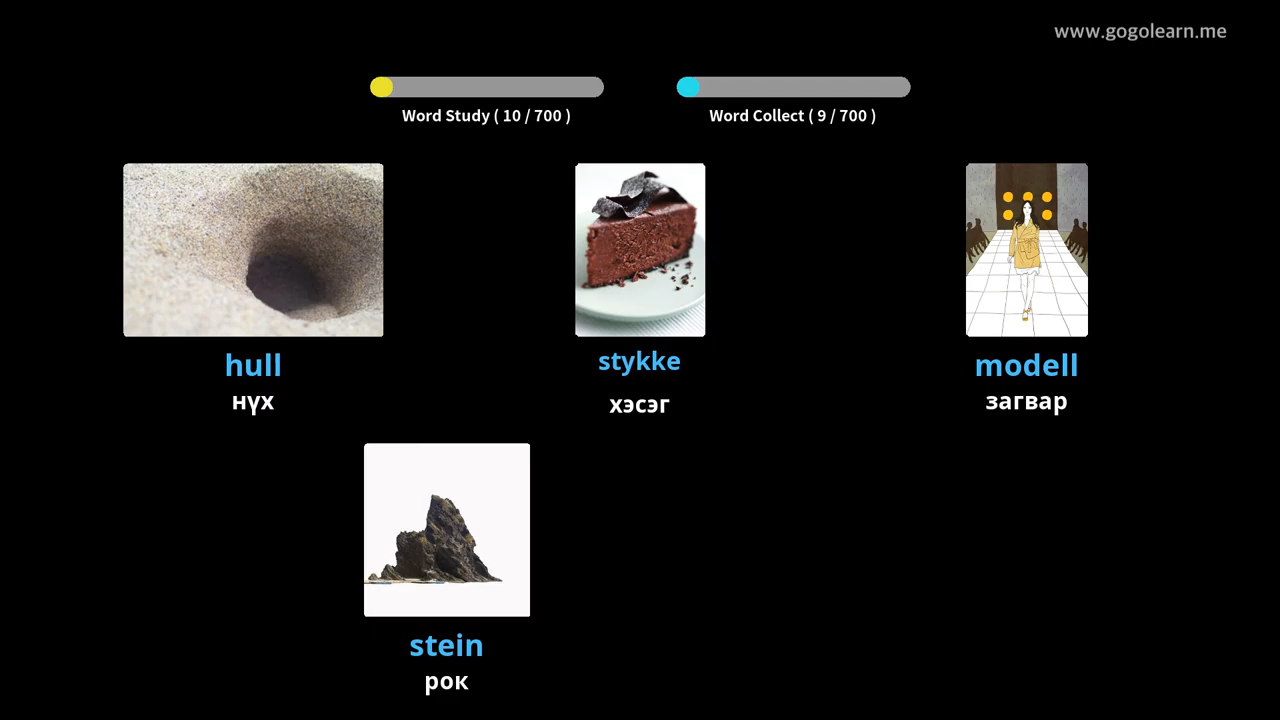 www.gogolearn.me
Word Study ( 10 / 700 )
Word Collect ( 9 / 700 )
hull
нүх
stykke
хэсэг
modell
загвар
stein
рок